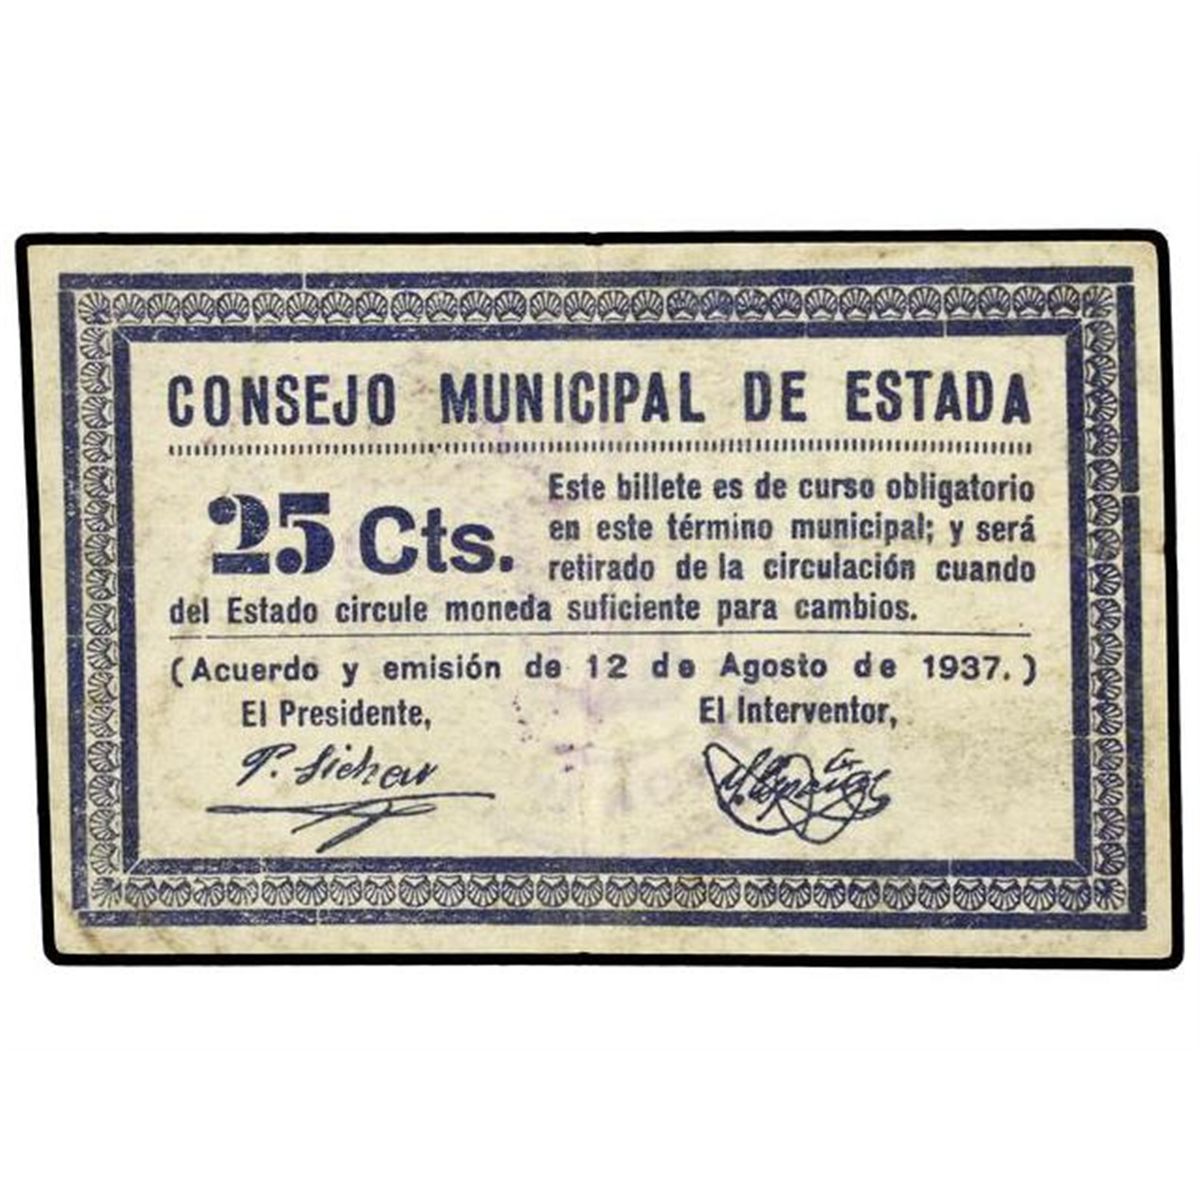 CONSEJO MUNICIPAL DE ESTADA
25 Cts.
Este billete es de curso obligatorio
en este término municipal; y será
retirado de la circulación cuando
del Estado circule moneda suficiente para cambios.
(Acuerdo y emisión de 12 de Agosto de 1937.)
El Presidente,
El Interventor,
P. Sichar